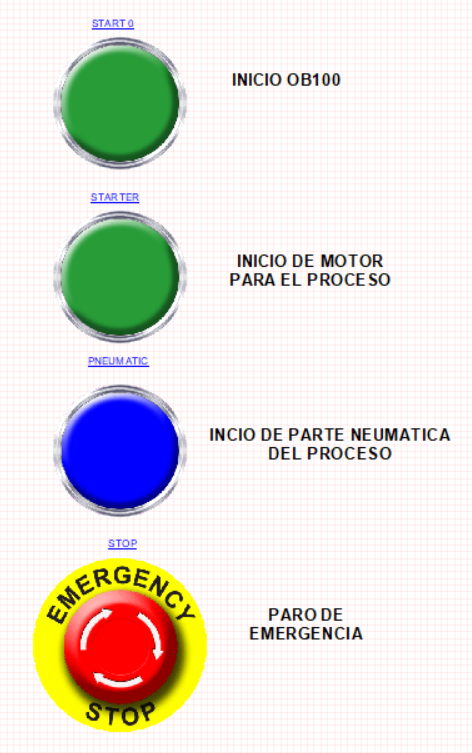 START 0
INICIO OB100
STARTER
INICIO DE MOTOR
PARA EL PROCESO
PNEUMATIC
INCIO DE PARTE NEUMATICA
DEL PROCESO
STOP
EMERGENCY
STOP
PARO DE
EMERGENCIA